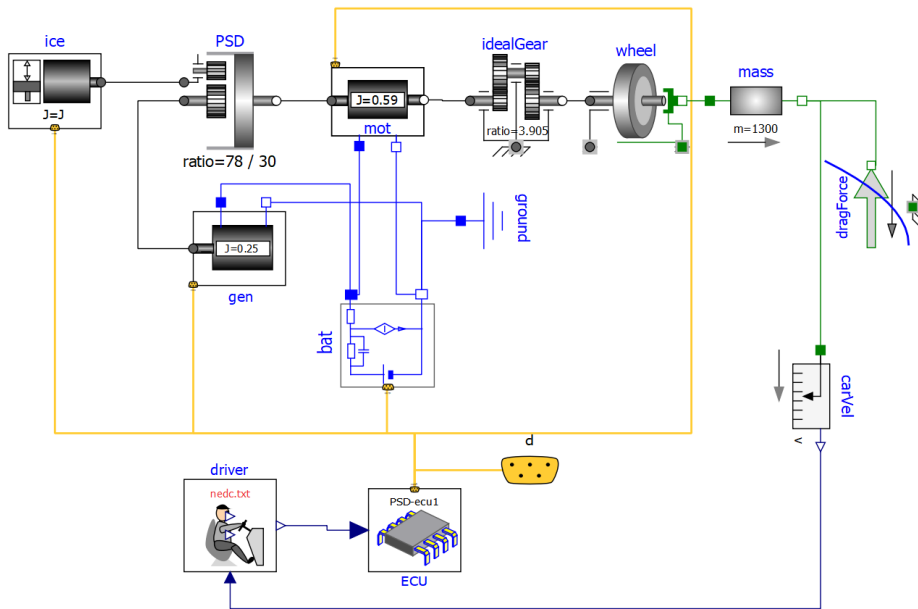 ice
J=J
PSD
ratio=78 / 30
J=0.59
mot
idealGear
ratio=3.905
wheel
mass
m=1300
dragForce
J=0.25
gen
ground
bat
I
carVel
v
d
driver
nedc.txt
PSD-ecu1
ECU